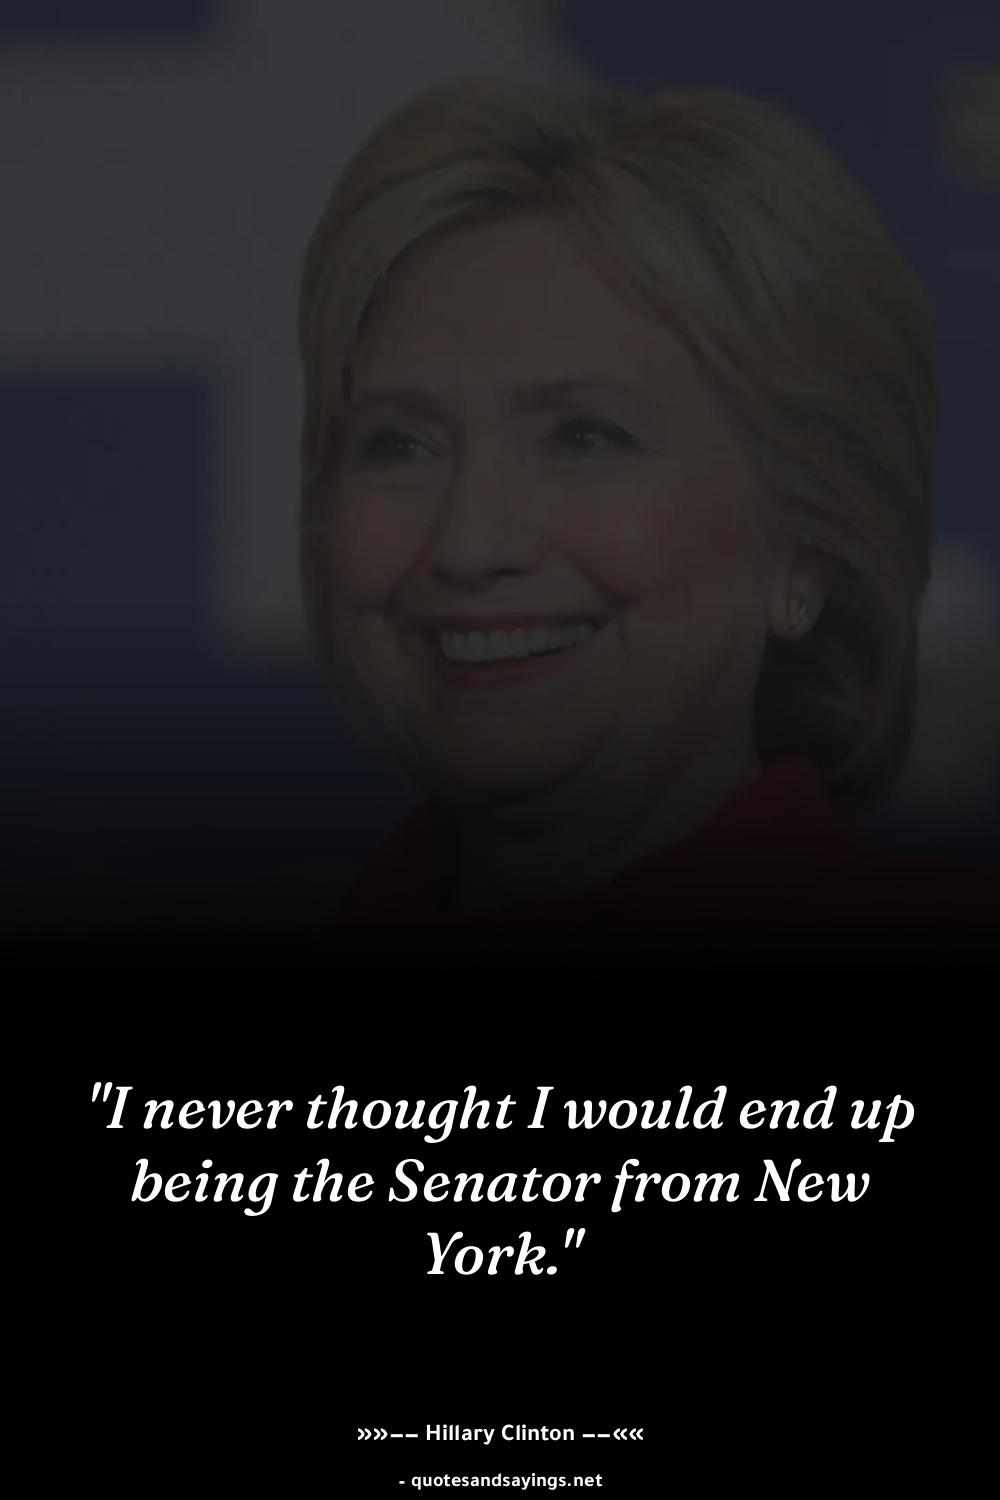 "I never thought I would end up
being the Senator from New
York."
»»–– Hillary Clinton ––««
- quotesandsayings.net